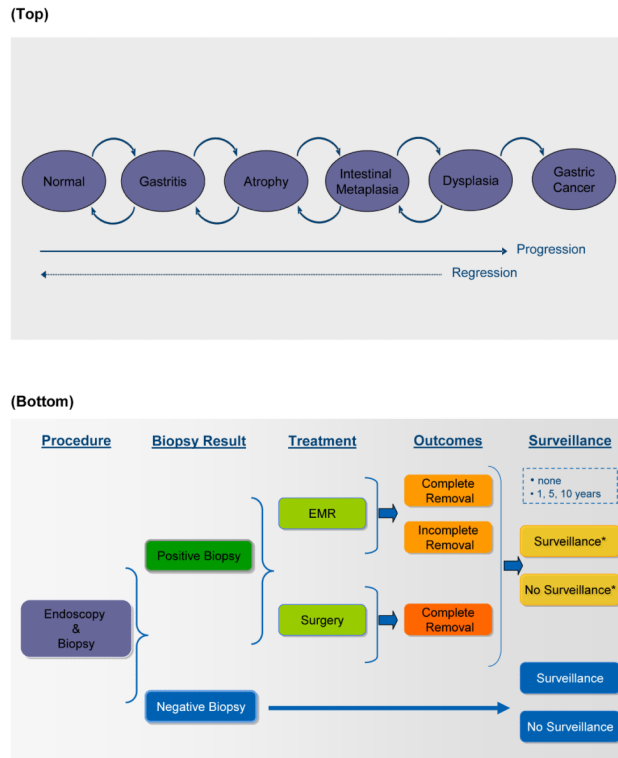 (Top)
Normal
Gastritis
Atrophy
Intestinal
Metaplasia
Dysplasia
Gastric
Cancer
Progression
Regression
(Bottom)
Procedure
Biopsy Result
Treatment
Outcomes
Surveillance
Endoscopy
&
Biopsy
Positive Biopsy
Negative Biopsy
EMR
Surgery
Complete
Removal
Incomplete
Removal
Complete
Removal
• none
• 1, 5, 10 years
Surveillance*
No Surveillance*
Surveillance
No Surveillance